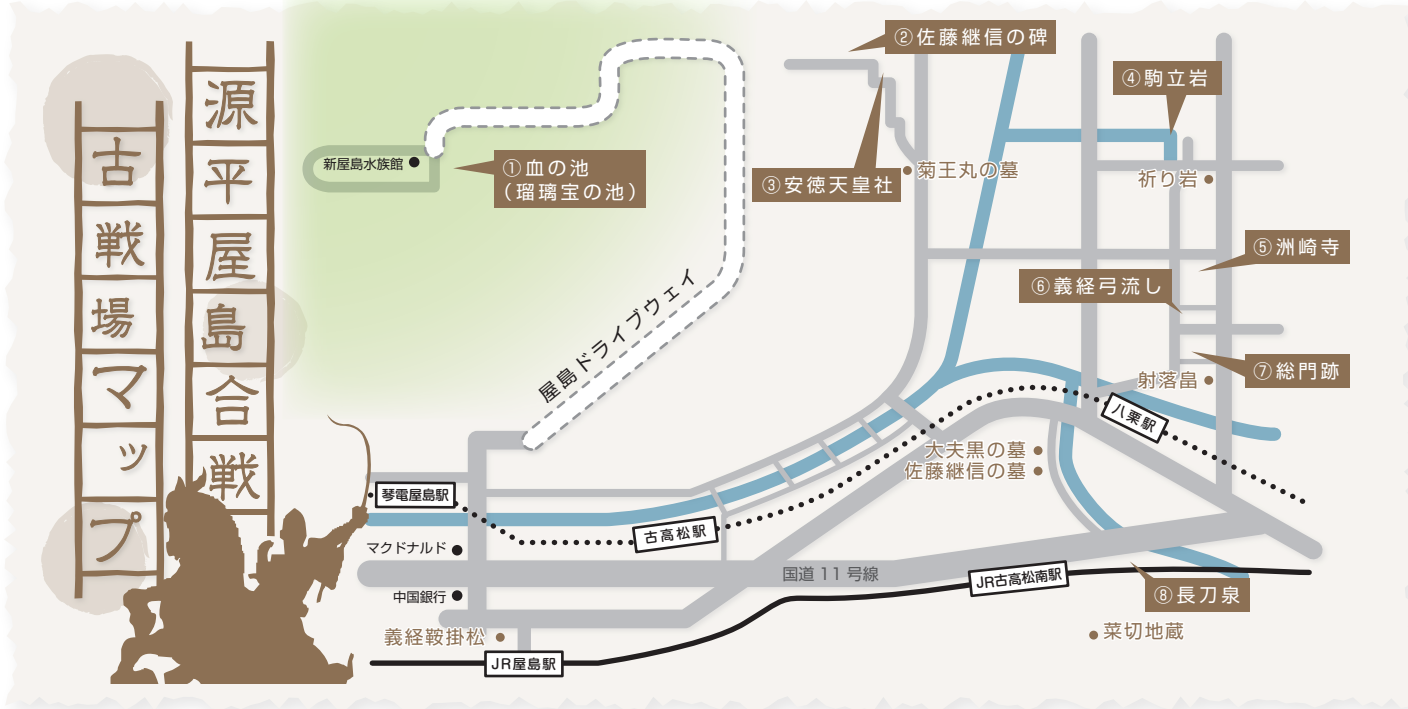 源平屋島合戦
古戦場マップ
新屋島水族館
①血の池
（瑠璃宝の池）
②佐藤継信の碑
③安徳天皇社
菊王丸の墓
④駒立岩
祈り岩
⑤洲崎寺
⑥義経弓流し
⑦総門跡
射落畠
屋島ドライブウェイ
八栗駅
大夫黒の墓
佐藤継信の墓
琴電屋島駅
古高松駅
マクドナルド
国道 11 号線
JR古高松南駅
中国銀行
⑧長刀泉
義経鞍掛松
菜切地蔵
JR屋島駅